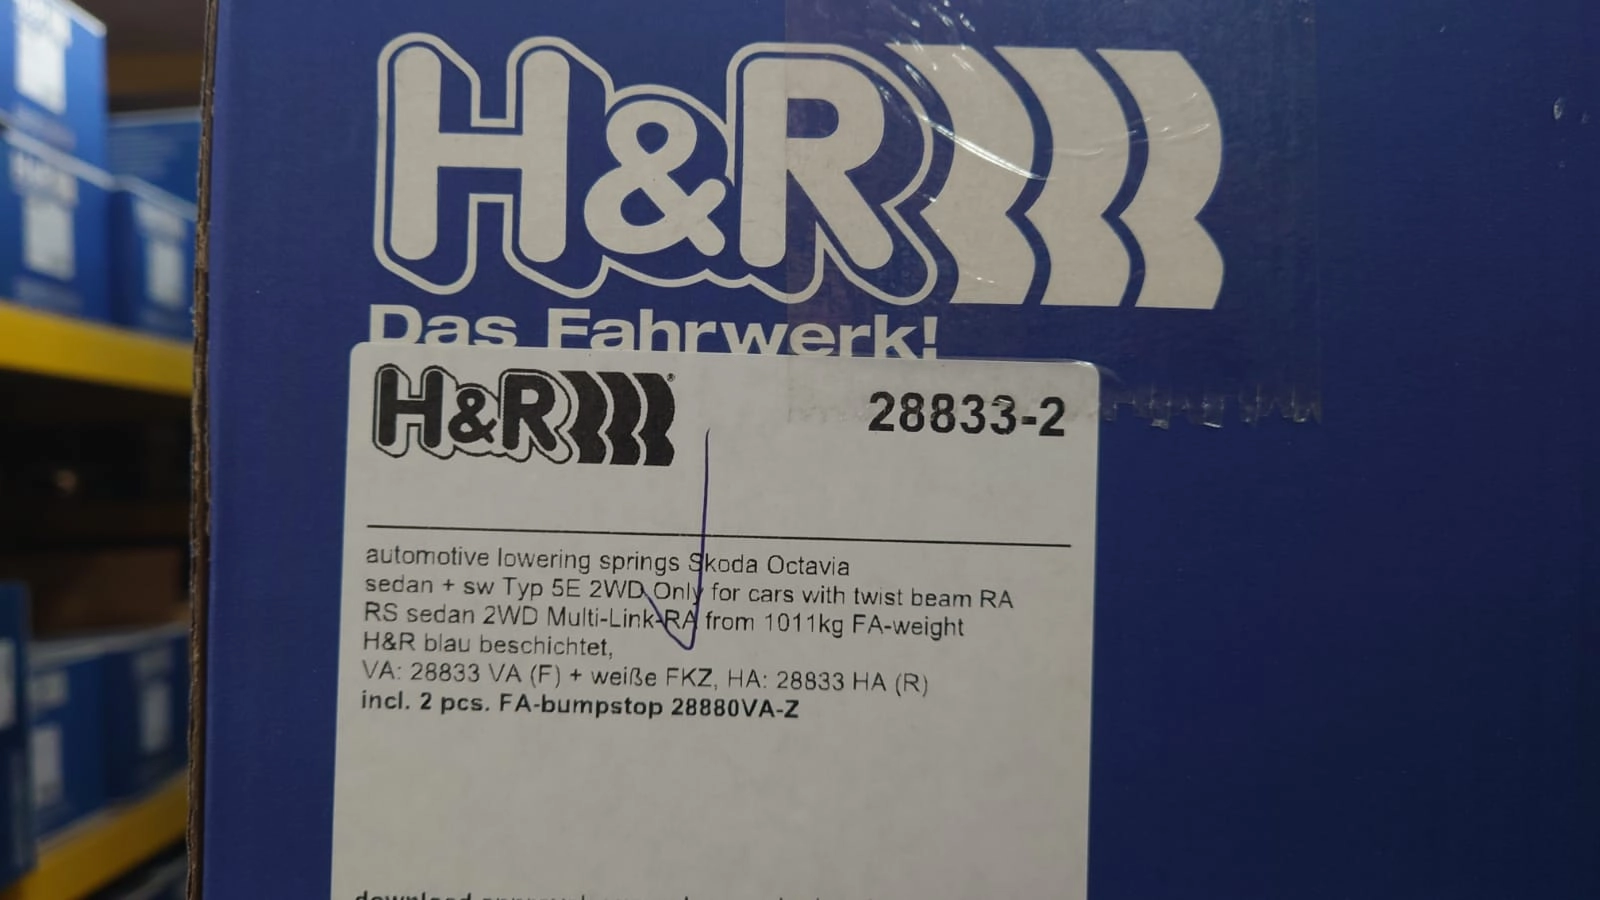 H&R
Das Fahrwerk!
H&R®
28833-2
automotive lowering springs Skoda Octavia
sedan + sw Typ 5E 2WD Only for cars with twist beam RA
RS sedan 2WD Multi-Link-RA from 1011kg FA-weight
H&R blau beschichtet,
VA: 28833 VA (F) + weiße FKZ, HA: 28833 HA (R)
incl. 2 pcs. FA-bumpstop 28880VA-Z
download